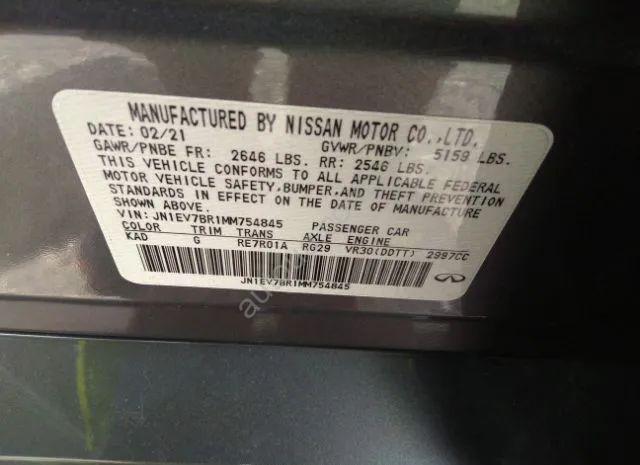 MANUFACTURED BY NISSAN MOTOR CO.,LTD.
DATE: 02/21 GVWR/PNBV: 5159 LBS.
GAWR/PNBE FR: 2646 LBS. RR: 2546 LBS.
THIS VEHICLE CONFORMS TO ALL APPLICABLE FEDERAL
MOTOR VEHICLE SAFETY, BUMPER, AND THEFT PREVENTION
STANDARDS IN EFFECT ON THE DATE OF MANUFACTURE
SHOWN ABOVE.
VIN: JN1EV7BR1MM754845 PASSENGER CAR
COLOR TRIM TRANS AXLE ENGINE
KAD G RE7R01A RG29 VR30(DDTT) 2997CC
JN1EV7BR1MM754845